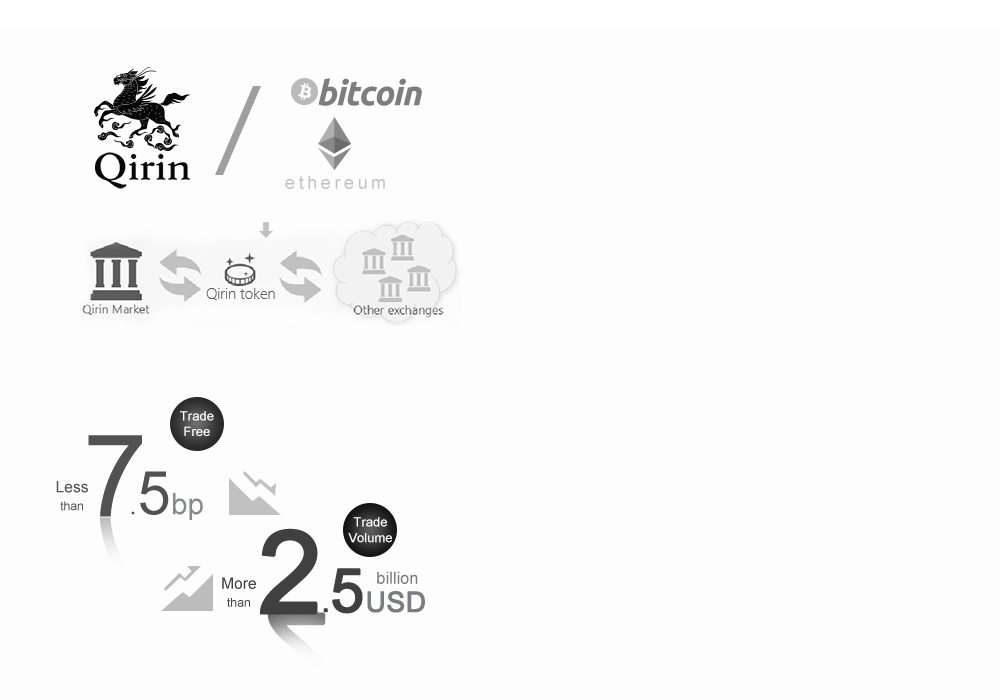 Qirin
bitcoin
ethereum
Qirin token
Qirin Market
Other exchanges
Trade
Free
Less
than
7.5bp
Trade
Volume
More
than
2.5
billion
USD